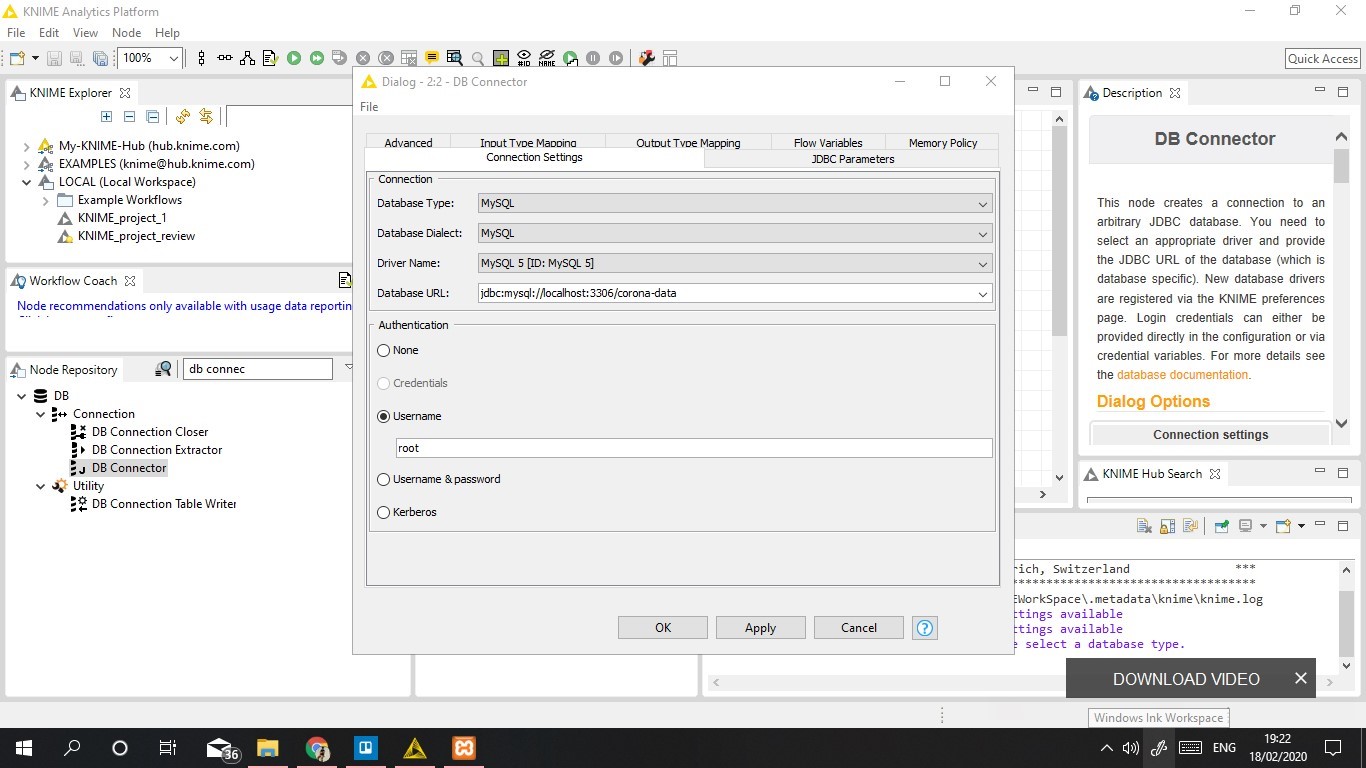 KNIME Analytics Platform
File Edit View Node Help
100%
Quick Access
KNIME Explorer
My-KNIME-Hub (hub.knime.com)
EXAMPLES (knime@hub.knime.com)
LOCAL (Local Workspace)
Example Workflows
KNIME_project_1
KNIME_project_review
Workflow Coach
Node recommendations only available with usage data reportin
Node Repository
db connec
DB
Connection
DB Connection Closer
DB Connection Extractor
DB Connector
Utility
DB Connection Table Writer
Dialog - 2:2 - DB Connector
File
Advanced Input Type Mapping Output Type Mapping Flow Variables Memory Policy
Connection Settings JDBC Parameters
Connection
Database Type: MySQL
Database Dialect: MySQL
Driver Name: MySQL 5 [ID: MySQL 5]
Database URL: jdbc:mysql://localhost:3306/corona-data
Authentication
None
Credentials
Username
root
Username & password
Kerberos
OK Apply Cancel
Description
DB Connector
This node creates a connection to an
arbitrary JDBC database. You need to
select an appropriate driver and provide
the JDBC URL of the database (which is
database specific). New database drivers
are registered via the KNIME preferences
page. Login credentials can either be
provided directly in the configuration or via
credential variables. For more details see
the database documentation.
Dialog Options
Connection settings
KNIME Hub Search
rich, Switzerland ***
********************************
EWorkSpace\.metadata\knime\knime.log
ttings available
ttings available
e select a database type.
DOWNLOAD VIDEO
Windows Ink Workspace
36
ENG
19:22
18/02/2020